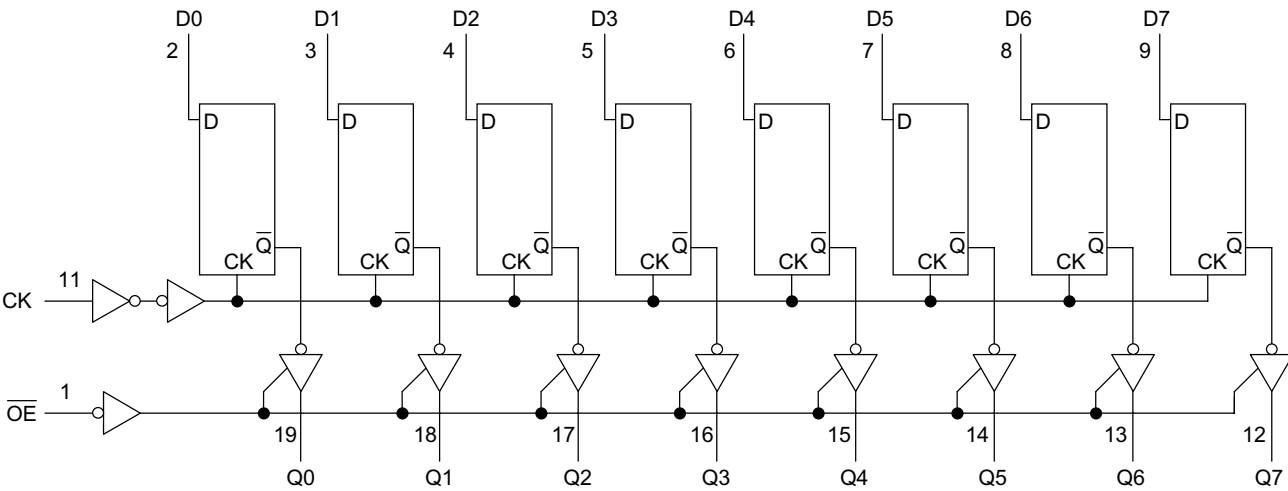 D0 D1 D2 D3 D4 D5 D6 D7
2 3 4 5 6 7 8 9
D D D D D D D D
Q̅ Q̅ Q̅ Q̅ Q̅ Q̅ Q̅ Q̅
CK CK CK CK CK CK CK CK
11
CK
1
O̅E̅
19 18 17 16 15 14 13 12
Q0 Q1 Q2 Q3 Q4 Q5 Q6 Q7